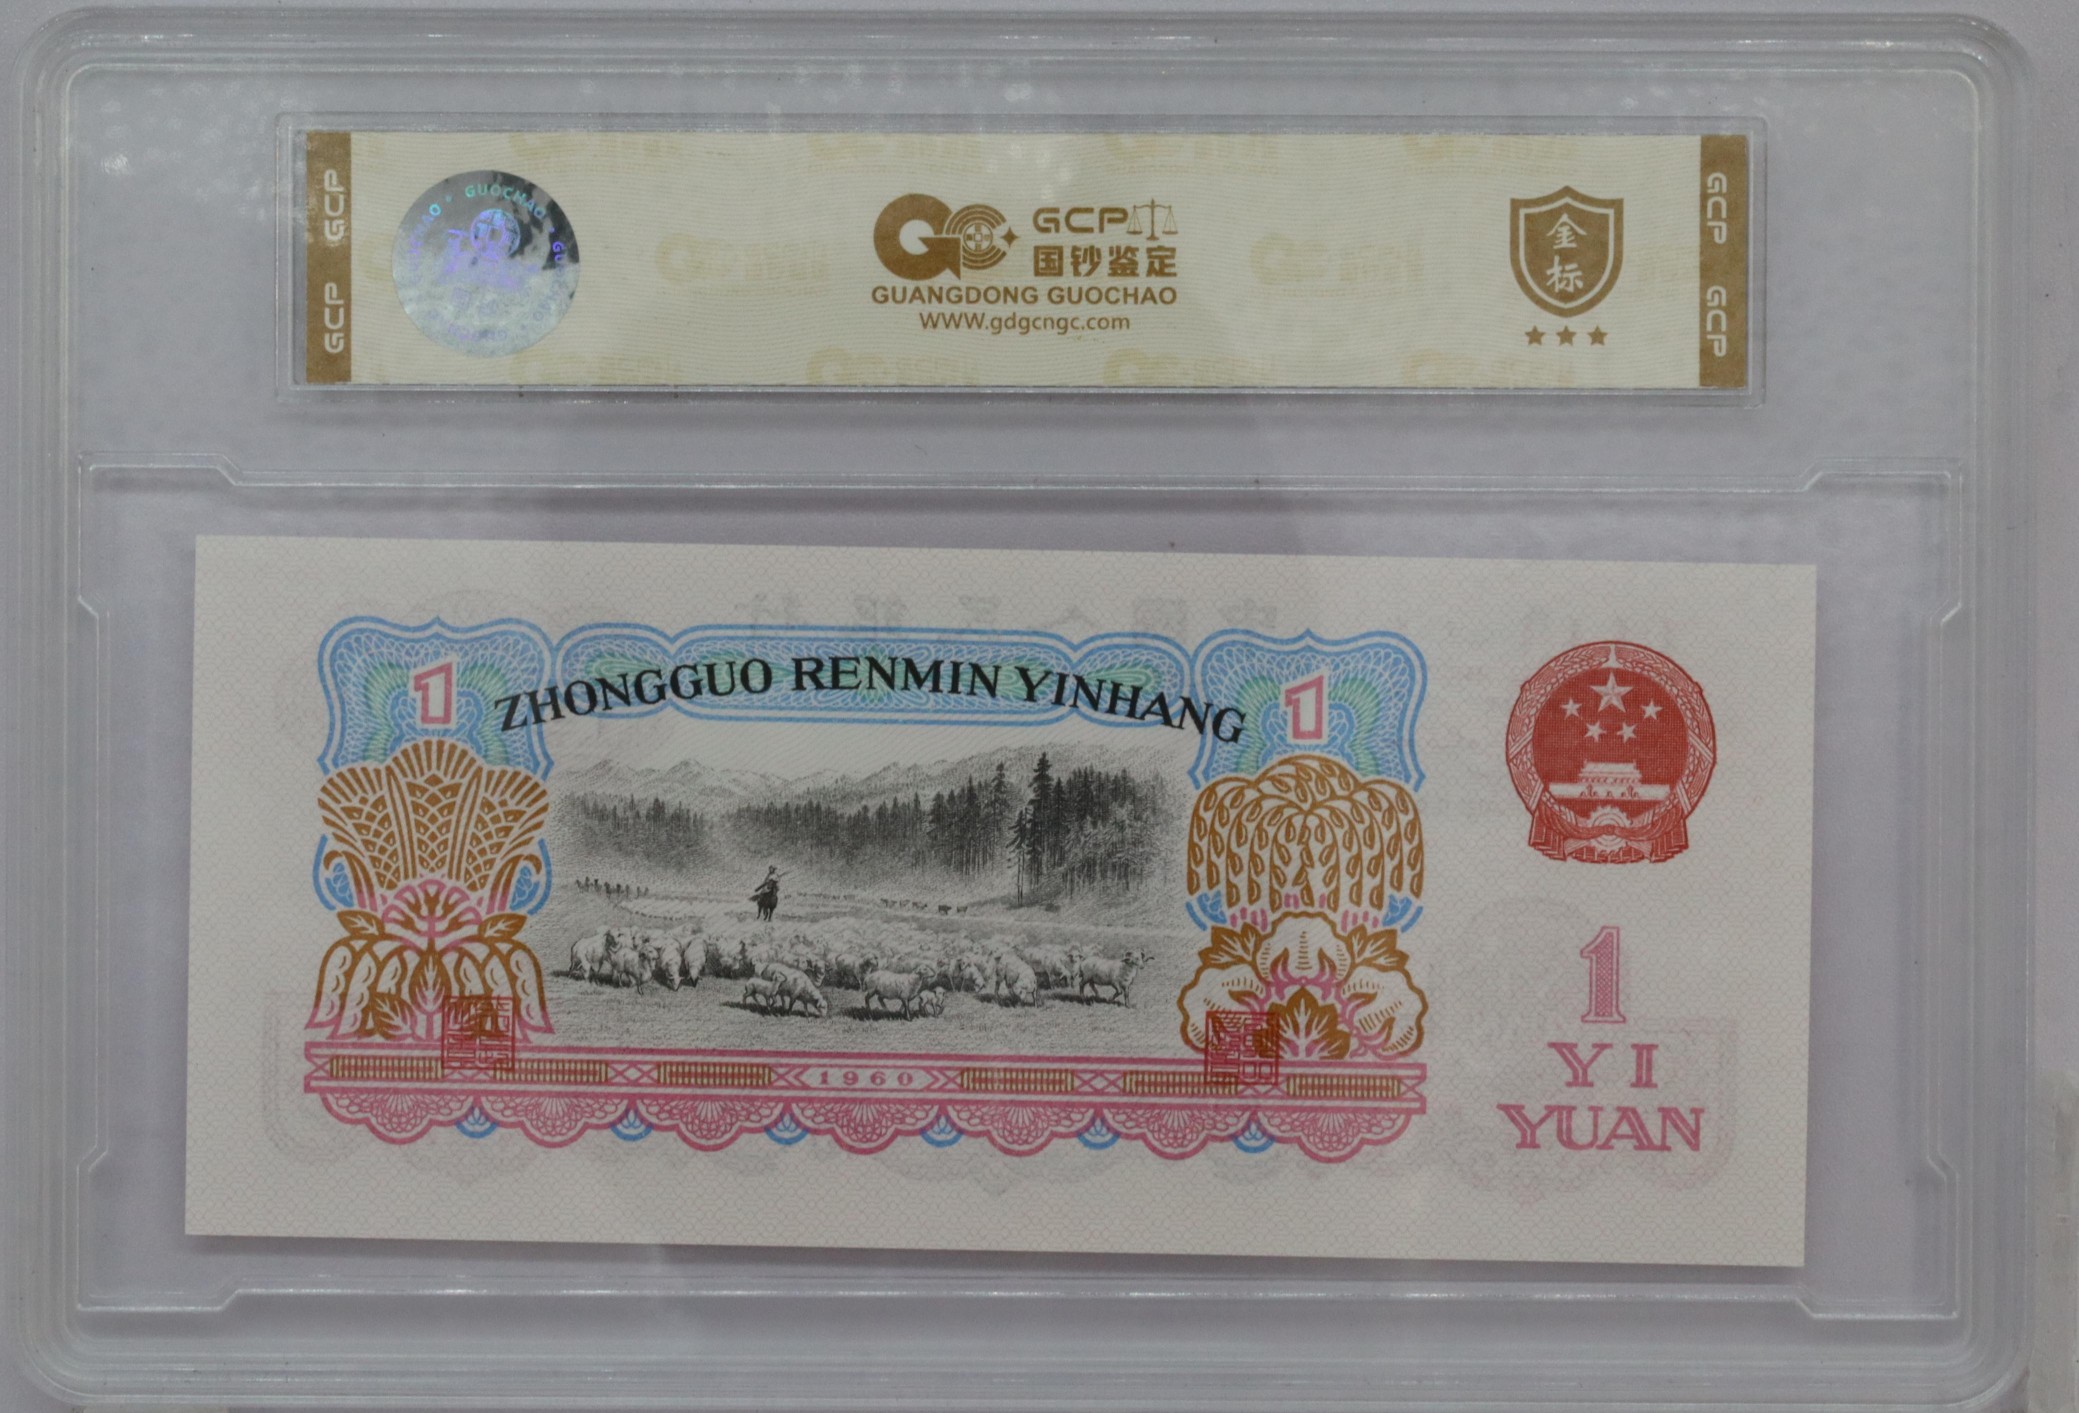 GCP GCP
GUOCHAO
GCP
国钞鉴定
GUANGDONG GUOCHAO
WWW.gdgcngc.com
金标
GCP GCP
1
ZHONGGUO RENMIN YINHANG
1
1960
1
YI
YUAN